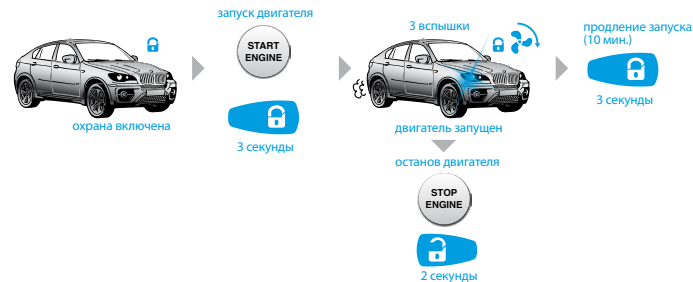 запуск двигателя
START
ENGINE
3 секунды
охрана включена
3 вспышки
двигатель запущен
останов двигателя
STOP
ENGINE
2 секунды
продление запуска
(10 мин.)
3 секунды